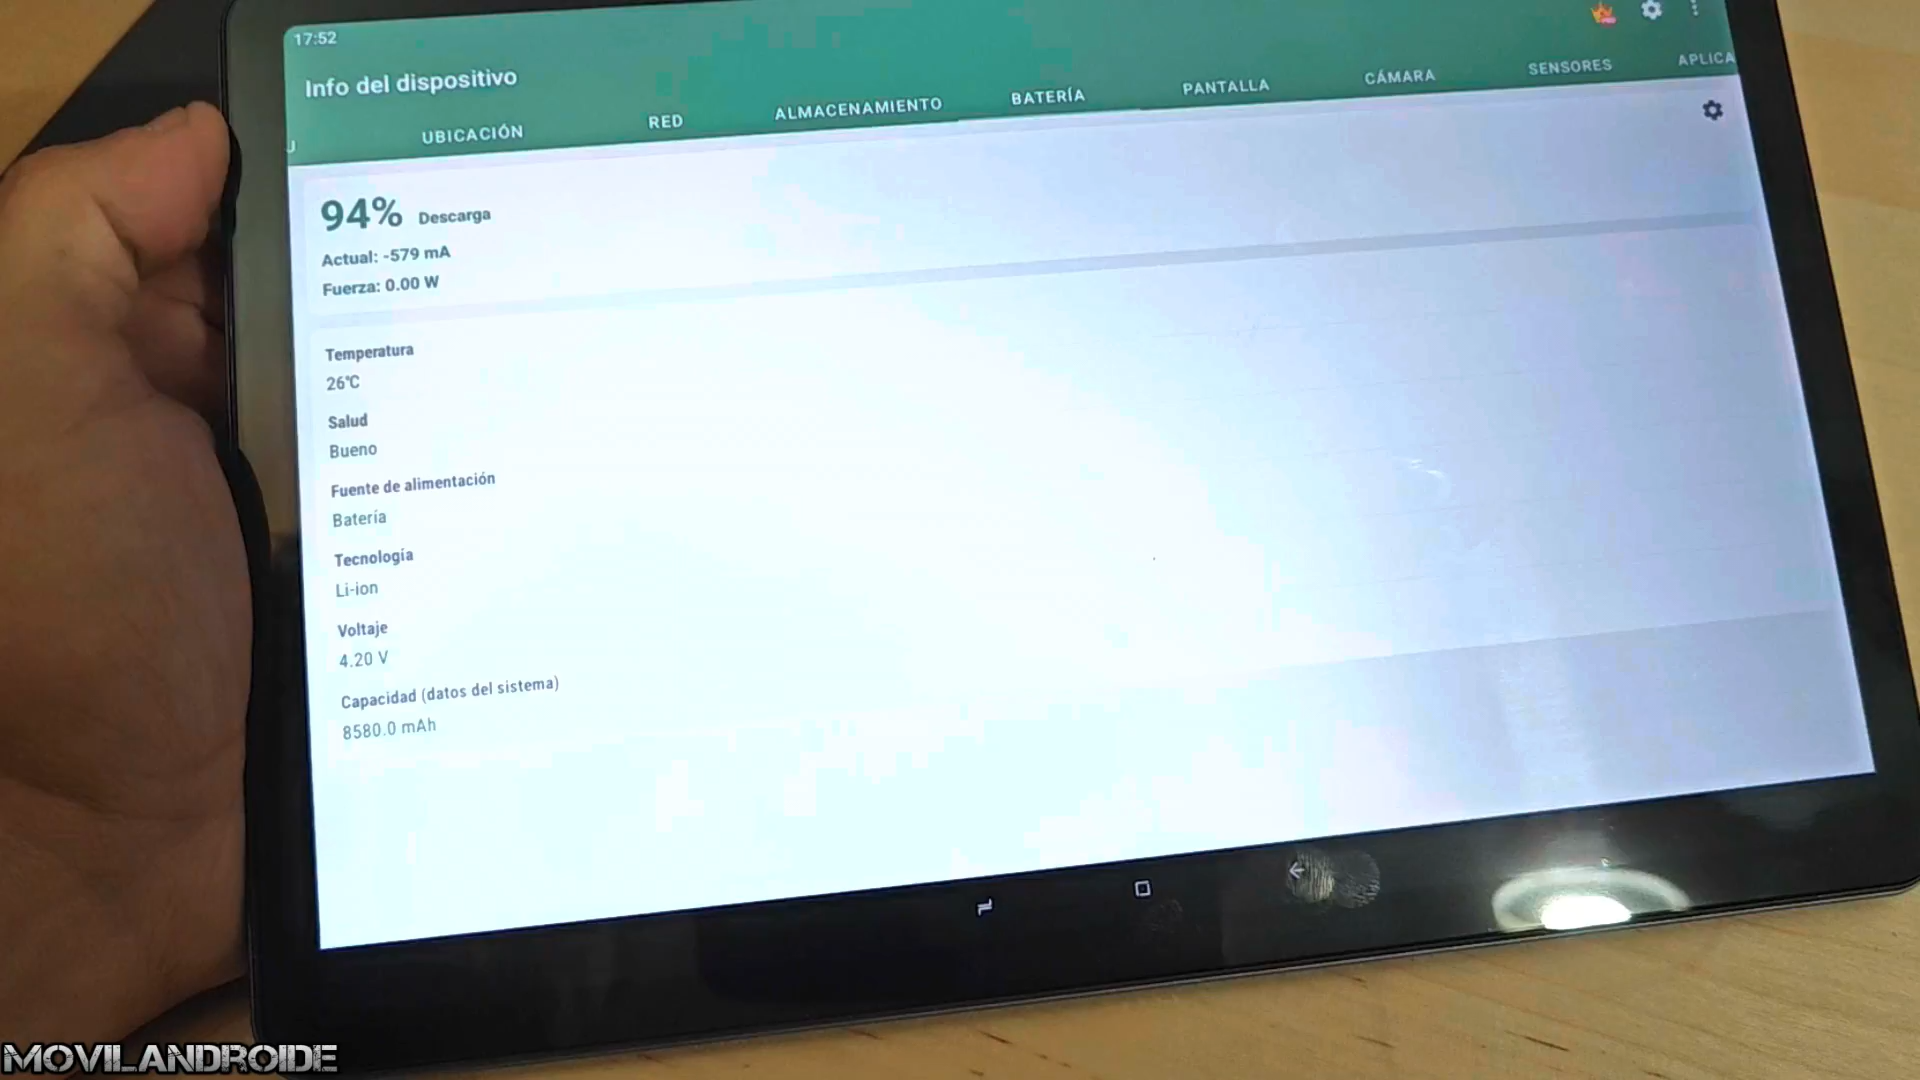 17:52
Info del dispositivo
UBICACIÓN
RED
ALMACENAMIENTO
BATERÍA
PANTALLA
CÁMARA
SENSORES
APLICA
94% Descarga
Actual: -579 mA
Fuerza: 0.00 W
Temperatura
26°C
Salud
Bueno
Fuente de alimentación
Batería
Tecnología
Li-ion
Voltaje
4.20 V
Capacidad (datos del sistema)
8580.0 mAh
MOVILANDROIDE